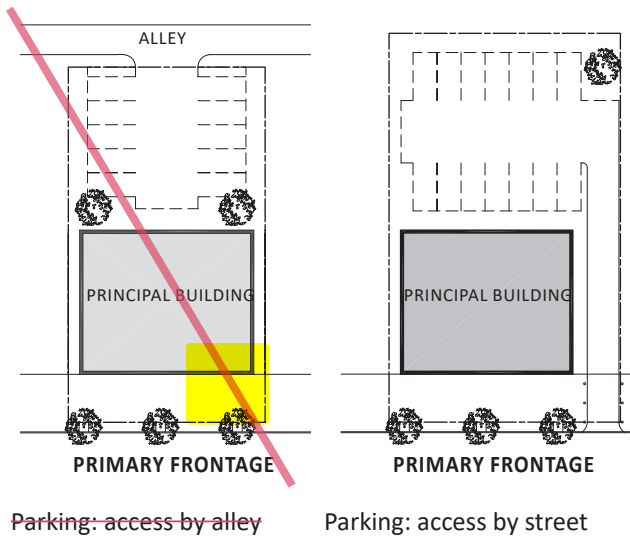 ALLEY
PRINCIPAL BUILDING
PRINCIPAL BUILDING
PRIMARY FRONTAGE
PRIMARY FRONTAGE
Parking: access by alley
Parking: access by street